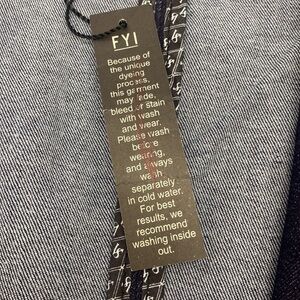 FYI
Because of
the unique
dyeing
process,
this garment
may fade,
bleed or stain
with wash
and wear.
Please wash
before
wearing,
and always
wash
separately
in cold water.
For best
results, we
recommend
washing inside
out.